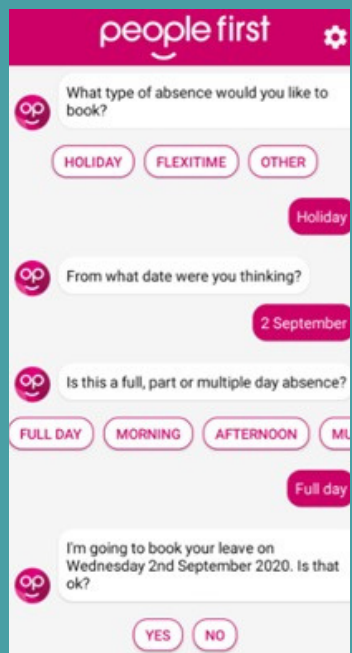 people first
What type of absence would you like to
book?
HOLIDAY FLEXITIME OTHER
Holiday
From what date were you thinking?
2 September
Is this a full, part or multiple day absence?
FULL DAY MORNING AFTERNOON MU
Full day
I'm going to book your leave on
Wednesday 2nd September 2020. Is that
ok?
YES NO